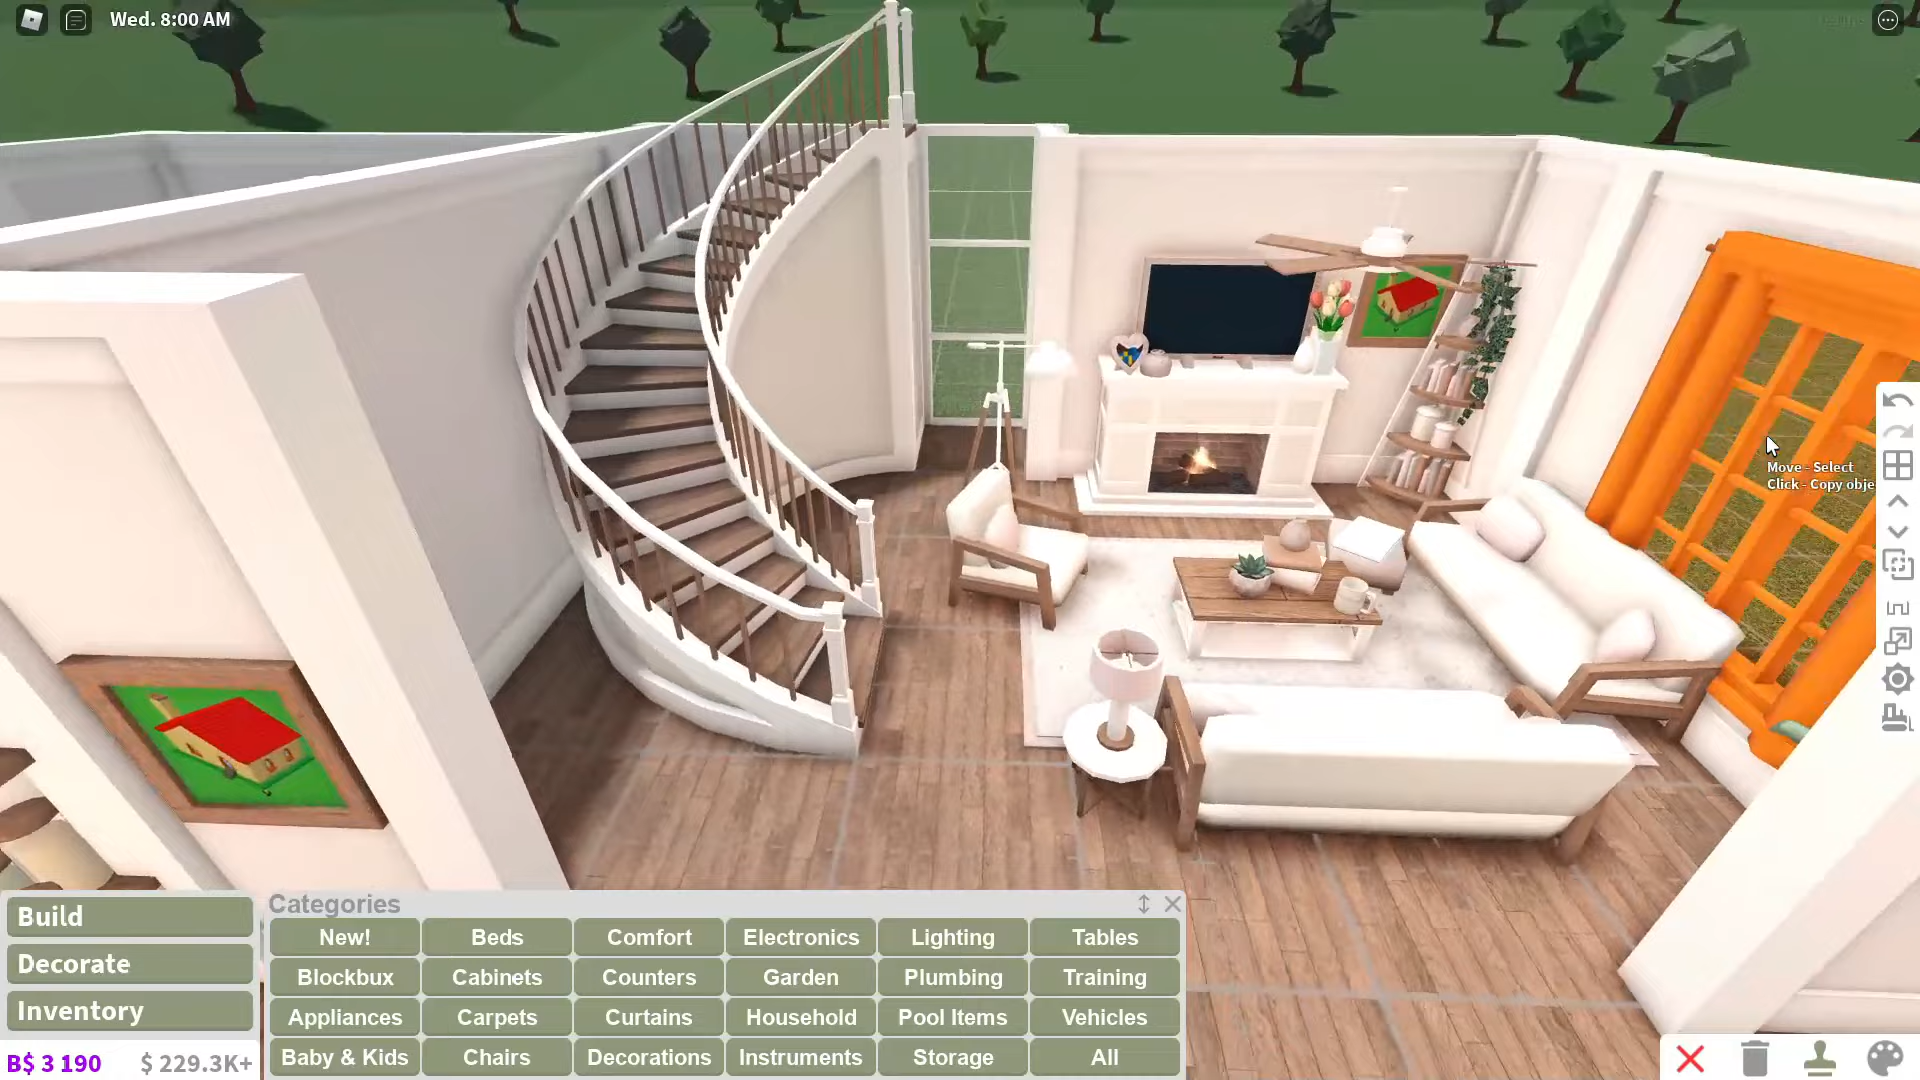 Wed. 8:00 AM
Move - Select
Click - Copy obje
Build
Decorate
Inventory
B$ 3 190 $ 229.3K+
Categories
New! Beds Comfort Electronics Lighting Tables
Blockbux Cabinets Counters Garden Plumbing Training
Appliances Carpets Curtains Household Pool Items Vehicles
Baby & Kids Chairs Decorations Instruments Storage All